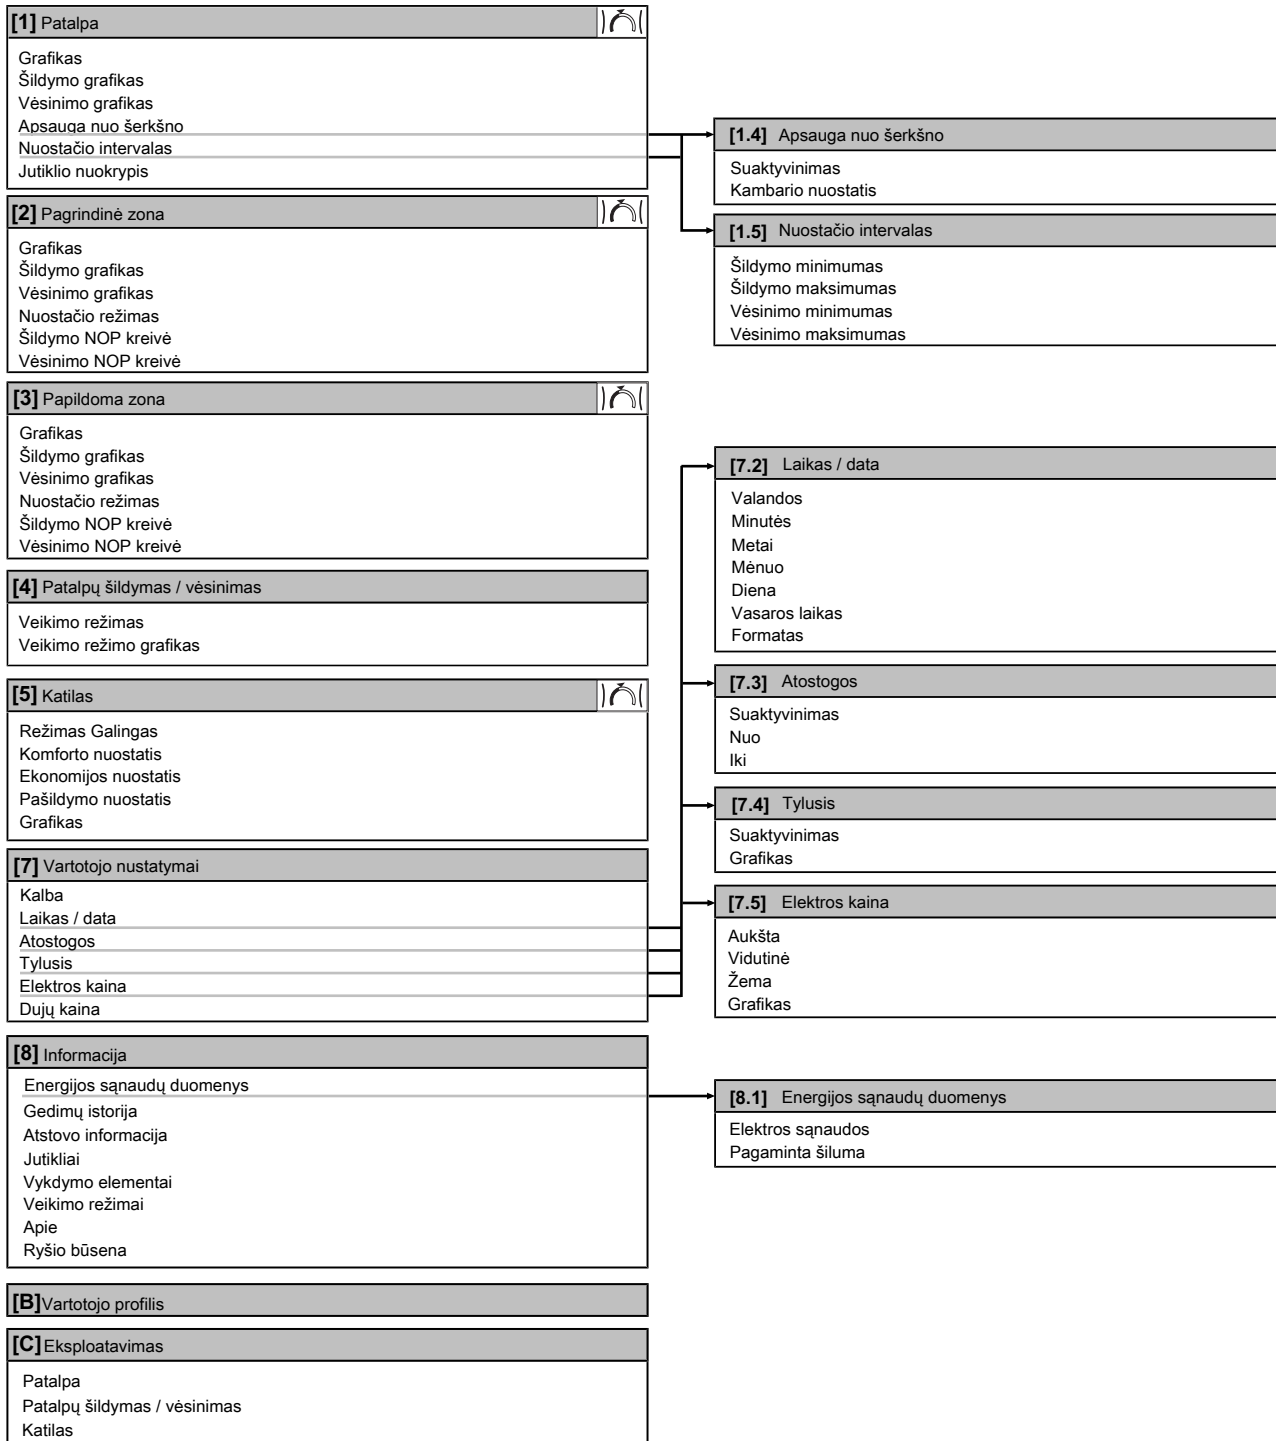 [1] Patalpa
Grafikas
Šildymo grafikas
Vėsinimo grafikas
Apsauga nuo šerkšno
Nuostačio intervalas
Jutiklio nuokrypis
[1.4] Apsauga nuo šerkšno
Suaktyvinimas
Kambario nuostatis
[1.5] Nuostačio intervalas
Šildymo minimumas
Šildymo maksimumas
Vėsinimo minimumas
Vėsinimo maksimumas
[2] Pagrindinė zona
Grafikas
Šildymo grafikas
Vėsinimo grafikas
Nuostačio režimas
Šildymo NOP kreivė
Vėsinimo NOP kreivė
[3] Papildoma zona
Grafikas
Šildymo grafikas
Vėsinimo grafikas
Nuostačio režimas
Šildymo NOP kreivė
Vėsinimo NOP kreivė
[4] Patalpų šildymas / vėsinimas
Veikimo režimas
Veikimo režimo grafikas
[5] Katilas
Režimas Galingas
Komforto nuostatis
Ekonomijos nuostatis
Pašildymo nuostatis
Grafikas
[7] Vartotojo nustatymai
Kalba
Laikas / data
Atostogos
Tylusis
Elektros kaina
Dujų kaina
[7.2] Laikas / data
Valandos
Minutės
Metai
Mėnuo
Diena
Vasaros laikas
Formatas
[7.3] Atostogos
Suaktyvinimas
Nuo
Iki
[7.4] Tylusis
Suaktyvinimas
Grafikas
[7.5] Elektros kaina
Aukšta
Vidutinė
Žema
Grafikas
[8] Informacija
Energijos sąnaudų duomenys
Gedimų istorija
Atstovo informacija
Jutikliai
Vykdymo elementai
Veikimo režimai
Apie
Ryšio būsena
[8.1] Energijos sąnaudų duomenys
Elektros sąnaudos
Pagaminta šiluma
[B] Vartotojo profilis
[C] Eksploatavimas
Patalpa
Patalpų šildymas / vėsinimas
Katilas